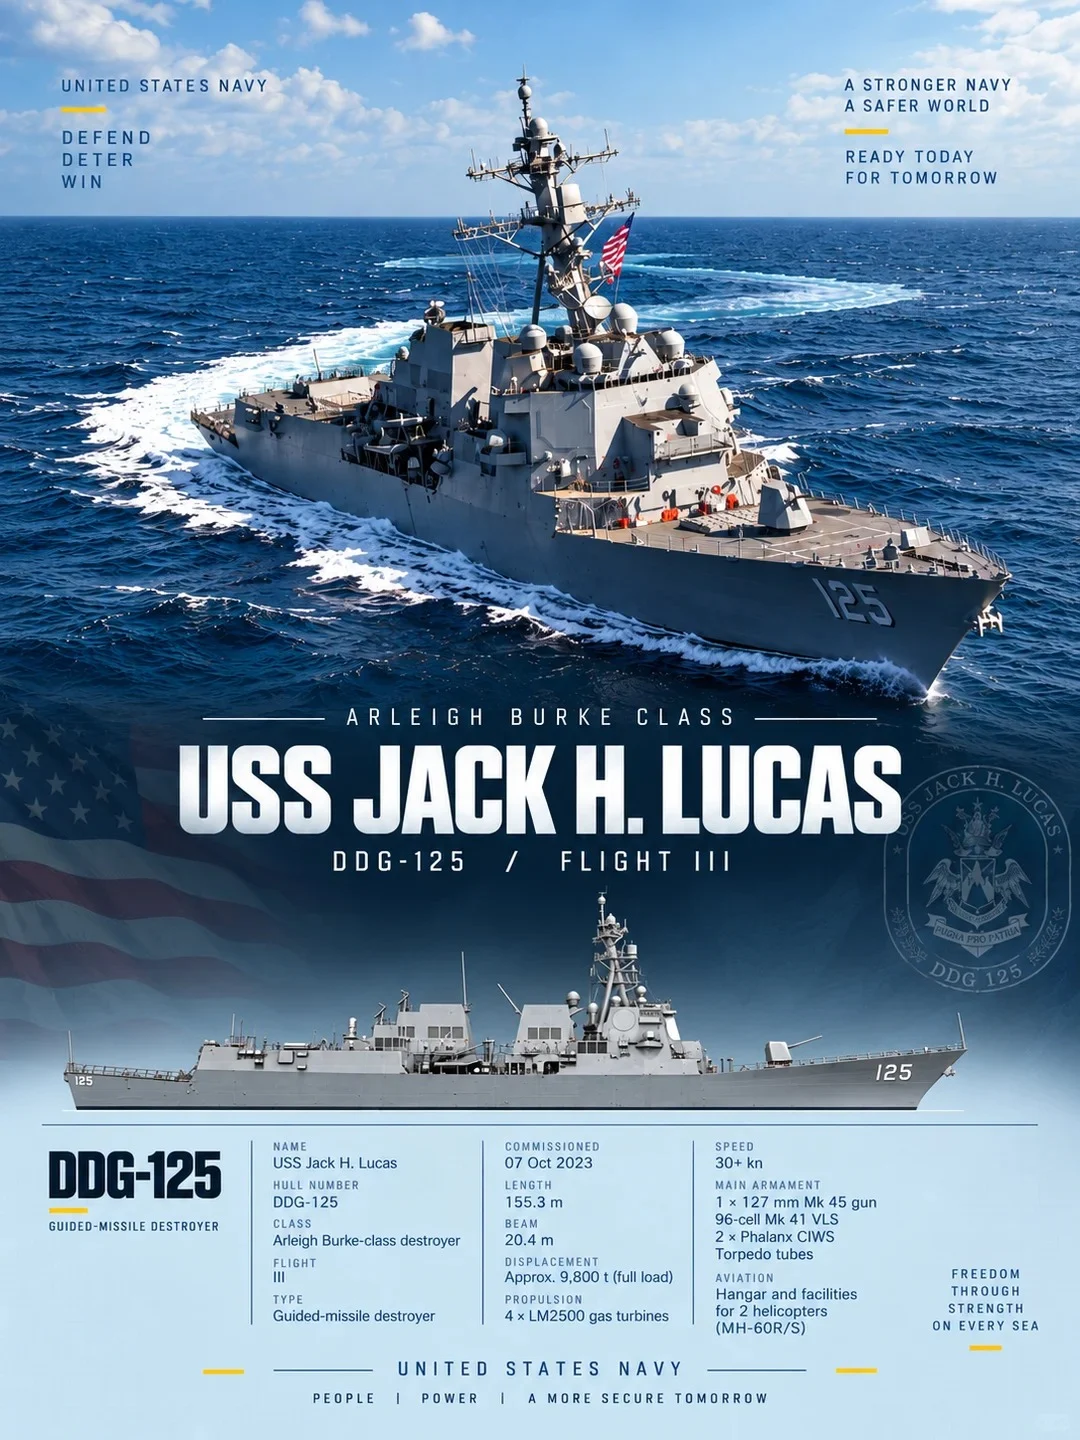 UNITED STATES NAVY
DEFEND
DETER
WIN
A STRONGER NAVY
A SAFER WORLD
READY TODAY
FOR TOMORROW
125
ARLEIGH BURKE CLASS
USS JACK H. LUCAS
DDG-125 / FLIGHT III
USS JACK H. LUCAS
PUGNA PRO PATRIA
DDG 125
125
125
DDG-125
GUIDED-MISSILE DESTROYER
NAME
USS Jack H. Lucas
HULL NUMBER
DDG-125
CLASS
Arleigh Burke-class destroyer
FLIGHT
III
TYPE
Guided-missile destroyer
COMMISSIONED
07 Oct 2023
LENGTH
155.3 m
BEAM
20.4 m
DISPLACEMENT
Approx. 9,800 t (full load)
PROPULSION
4 × LM2500 gas turbines
SPEED
30+ kn
MAIN ARMAMENT
1 × 127 mm Mk 45 gun
96-cell Mk 41 VLS
2 × Phalanx CIWS
Torpedo tubes
AVIATION
Hangar and facilities
for 2 helicopters
(MH-60R/S)
FREEDOM
THROUGH
STRENGTH
ON EVERY SEA
UNITED STATES NAVY
PEOPLE | POWER | A MORE SECURE TOMORROW